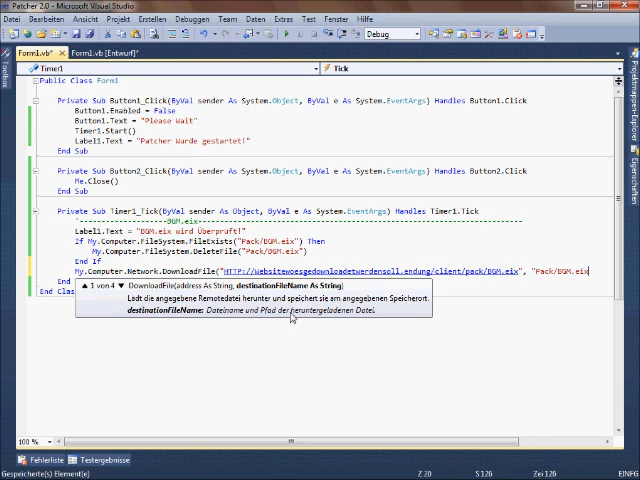 Patcher 2.0 - Microsoft Visual Studio
Datei Bearbeiten Ansicht Projekt Erstellen Debuggen Team Daten Extras Test Fenster Hilfe
Debug
Form1.vb* Form1.vb [Entwurf]*
Timer1 Tick
Public Class Form1
Private Sub Button1_Click(ByVal sender As System.Object, ByVal e As System.EventArgs) Handles Button1.Click
Button1.Enabled = False
Button1.Text = "Please Wait"
Timer1.Start()
Label1.Text = "Patcher Wurde gestartet!"
End Sub
Private Sub Button2_Click(ByVal sender As System.Object, ByVal e As System.EventArgs) Handles Button2.Click
Me.Close()
End Sub
Private Sub Timer1_Tick(ByVal sender As Object, ByVal e As System.EventArgs) Handles Timer1.Tick
'--------------------BGM.eix----------------------------------------------------------------------------
Label1.Text = "BGM.eix wird Überprüft!"
If My.Computer.FileSystem.FileExists("Pack/BGM.eix") Then
My.Computer.FileSystem.DeleteFile("Pack/BGM.eix")
End If
My.Computer.Network.DownloadFile("HTTP://Websitewoesgedownloadetwerdensoll.endung/client/pack/BGM.eix", "Pack/BGM.eix
End
End Clas
1 von 4 DownloadFile(address As String, destinationFileName As String)
Lädt die angegebene Remotedatei herunter und speichert sie am angegebenen Speicherort.
destinationFileName: Dateiname und Pfad der heruntergeladenen Datei.
Toolbox
Projektmappen-Explorer
Eigenschaften
100 %
Fehlerliste Testergebnisse
Gespeicherte(s) Element(e) Z 20 S 126 Zei 126 EINFG